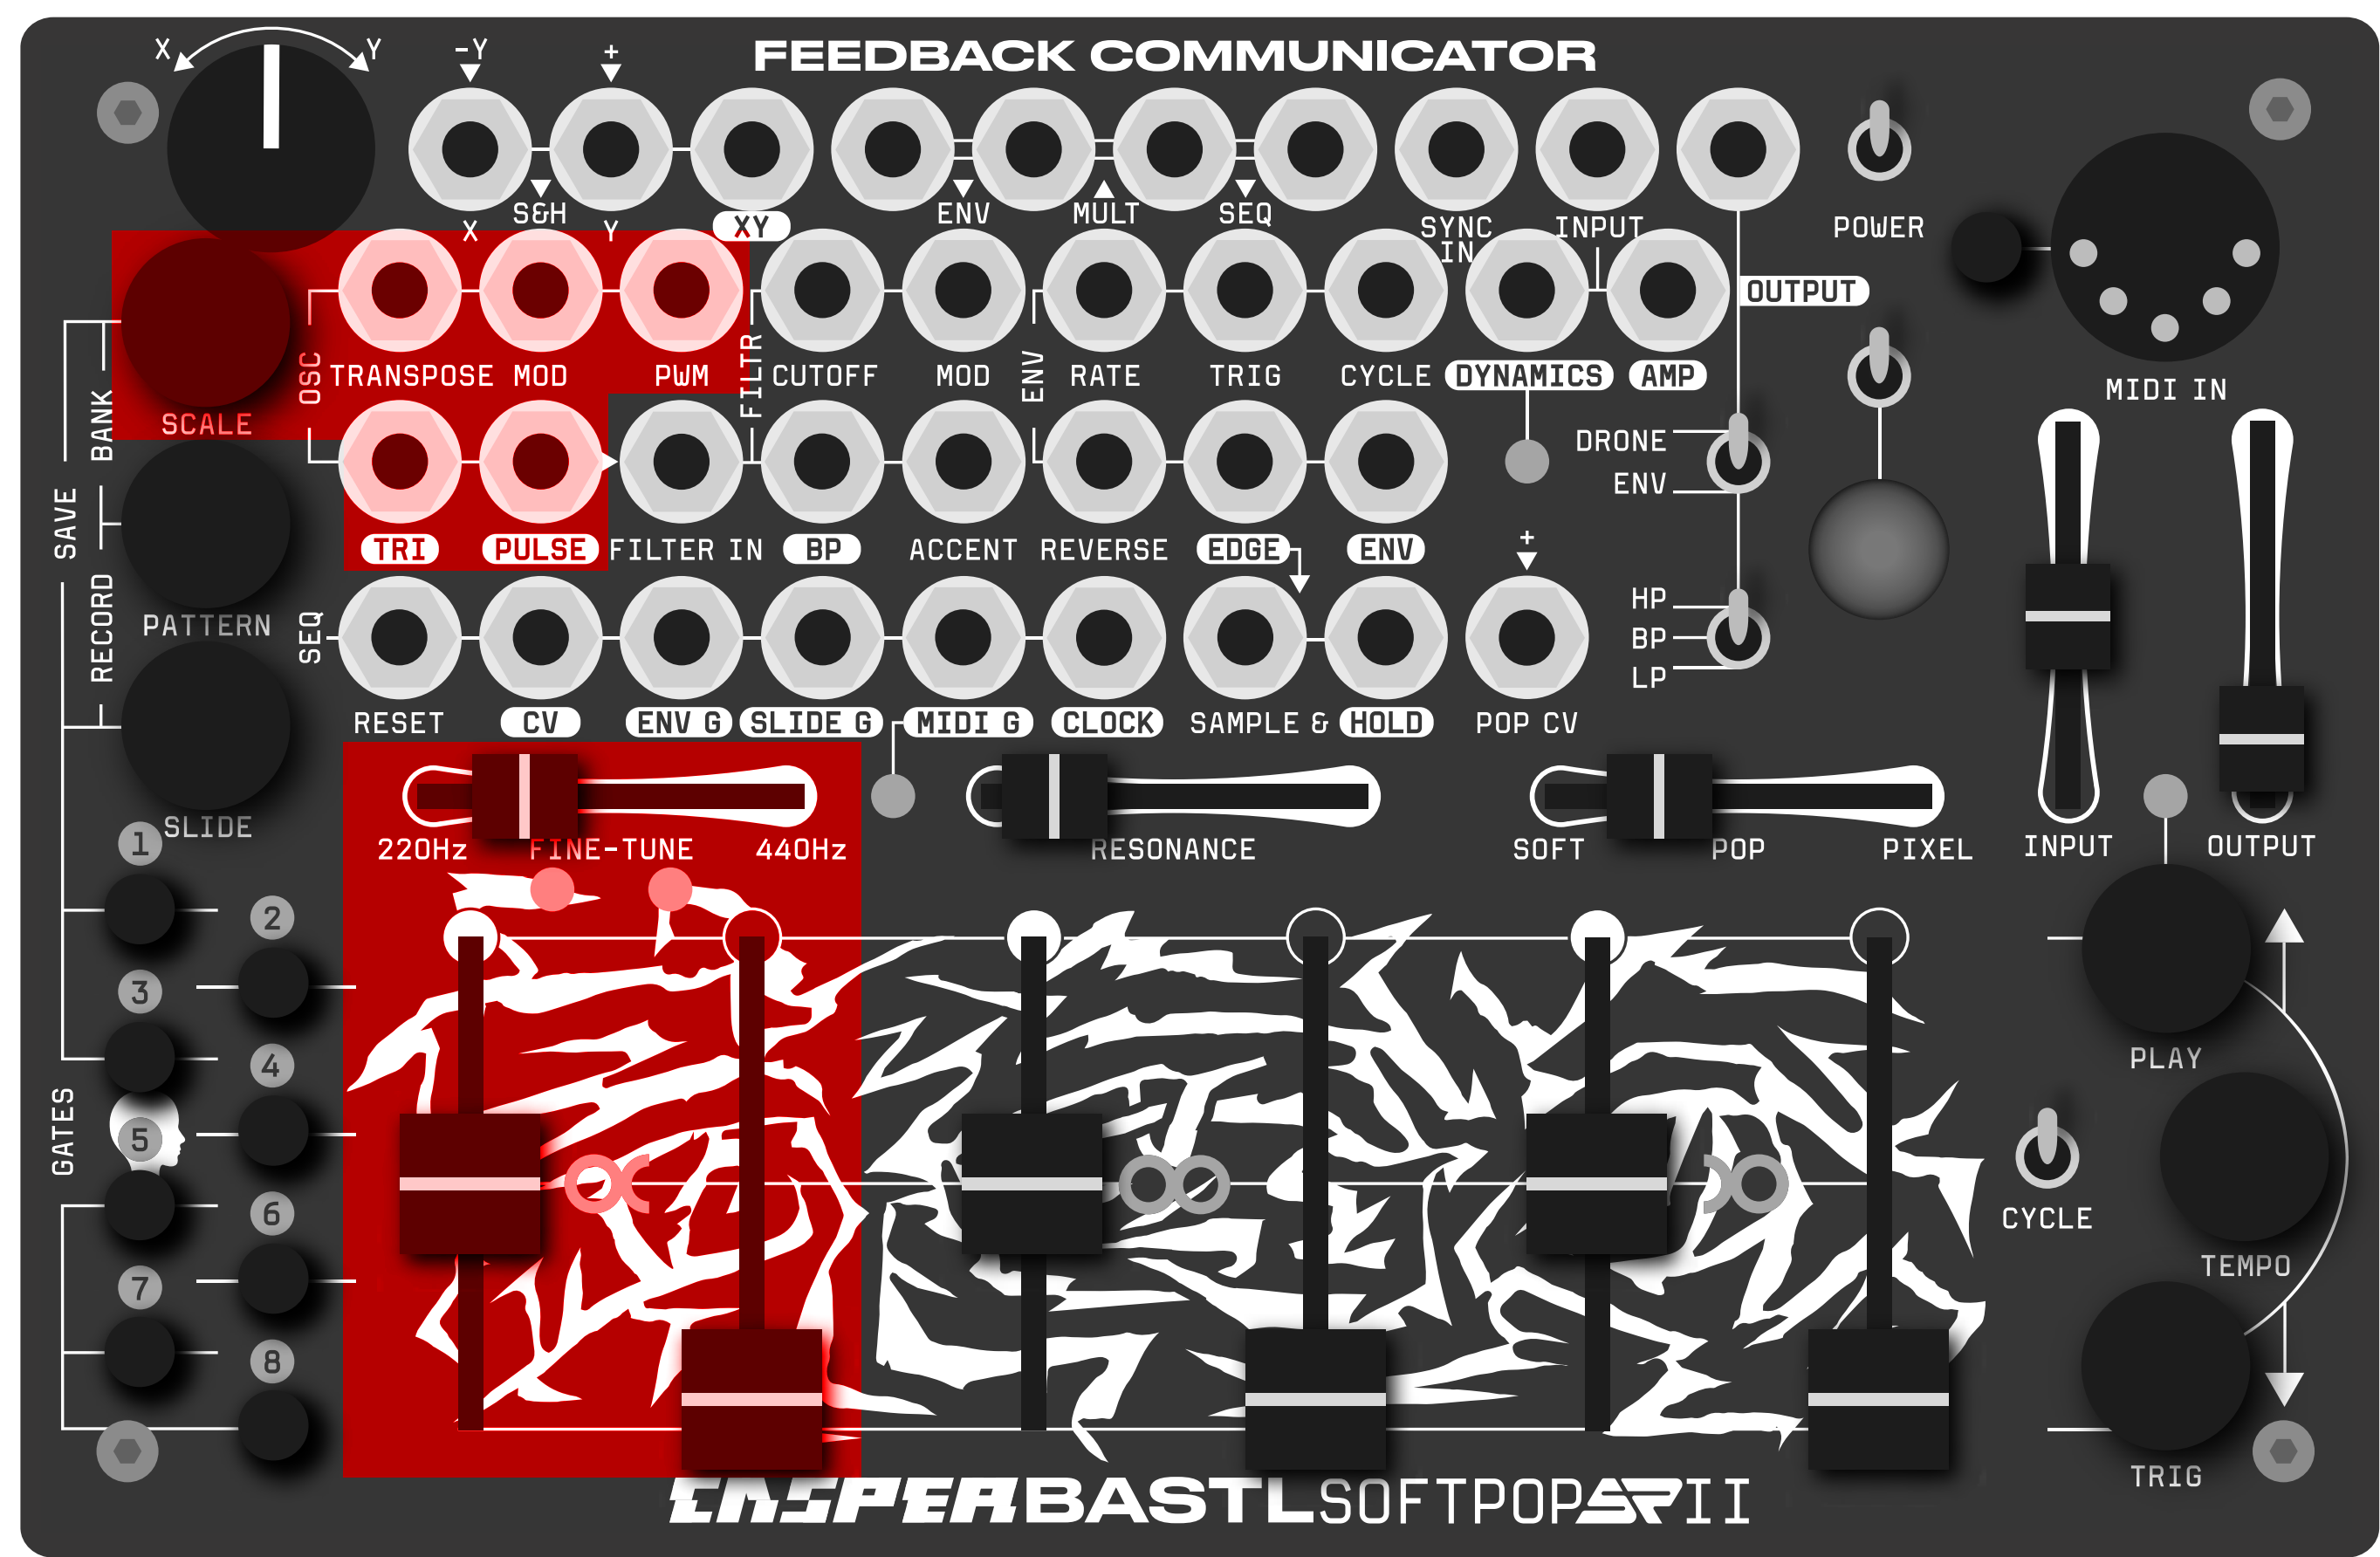 FEEDBACK COMMUNICATOR
X Y -Y +
X S&H Y XY ENV MULT SEQ SYNC IN INPUT POWER
OUTPUT
OSC TRANSPOSE MOD PWM FILTR CUTOFF MOD ENV RATE TRIG CYCLE DYNAMICS AMP
MIDI IN
SCALE
BANK
DRONE
ENV
SAVE
TRI PULSE FILTER IN BP ACCENT REVERSE EDGE ENV +
PATTERN
RECORD
SEQ
HP
BP
LP
RESET CV ENV G SLIDE G MIDI G CLOCK SAMPLE & HOLD POP CV
SLIDE
220Hz FINE-TUNE 440Hz RESONANCE SOFT POP PIXEL INPUT OUTPUT
1
2
3
4
5
6
7
8
GATES
PLAY
CYCLE
TEMPO
TRIG
CASPER BASTL SOFTPOP SP II